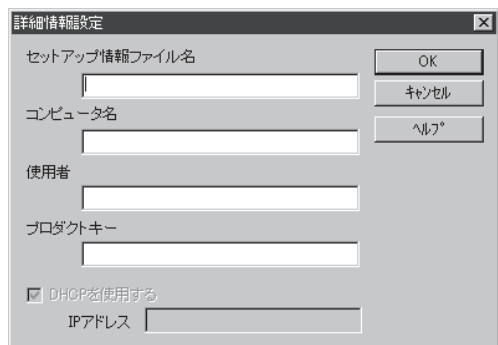 詳細情報設定
セットアップ情報ファイル名
OK
キャンセル
ヘルプ
コンピュータ名
使用者
プロダクトキー
DHCPを使用する
IPアドレス